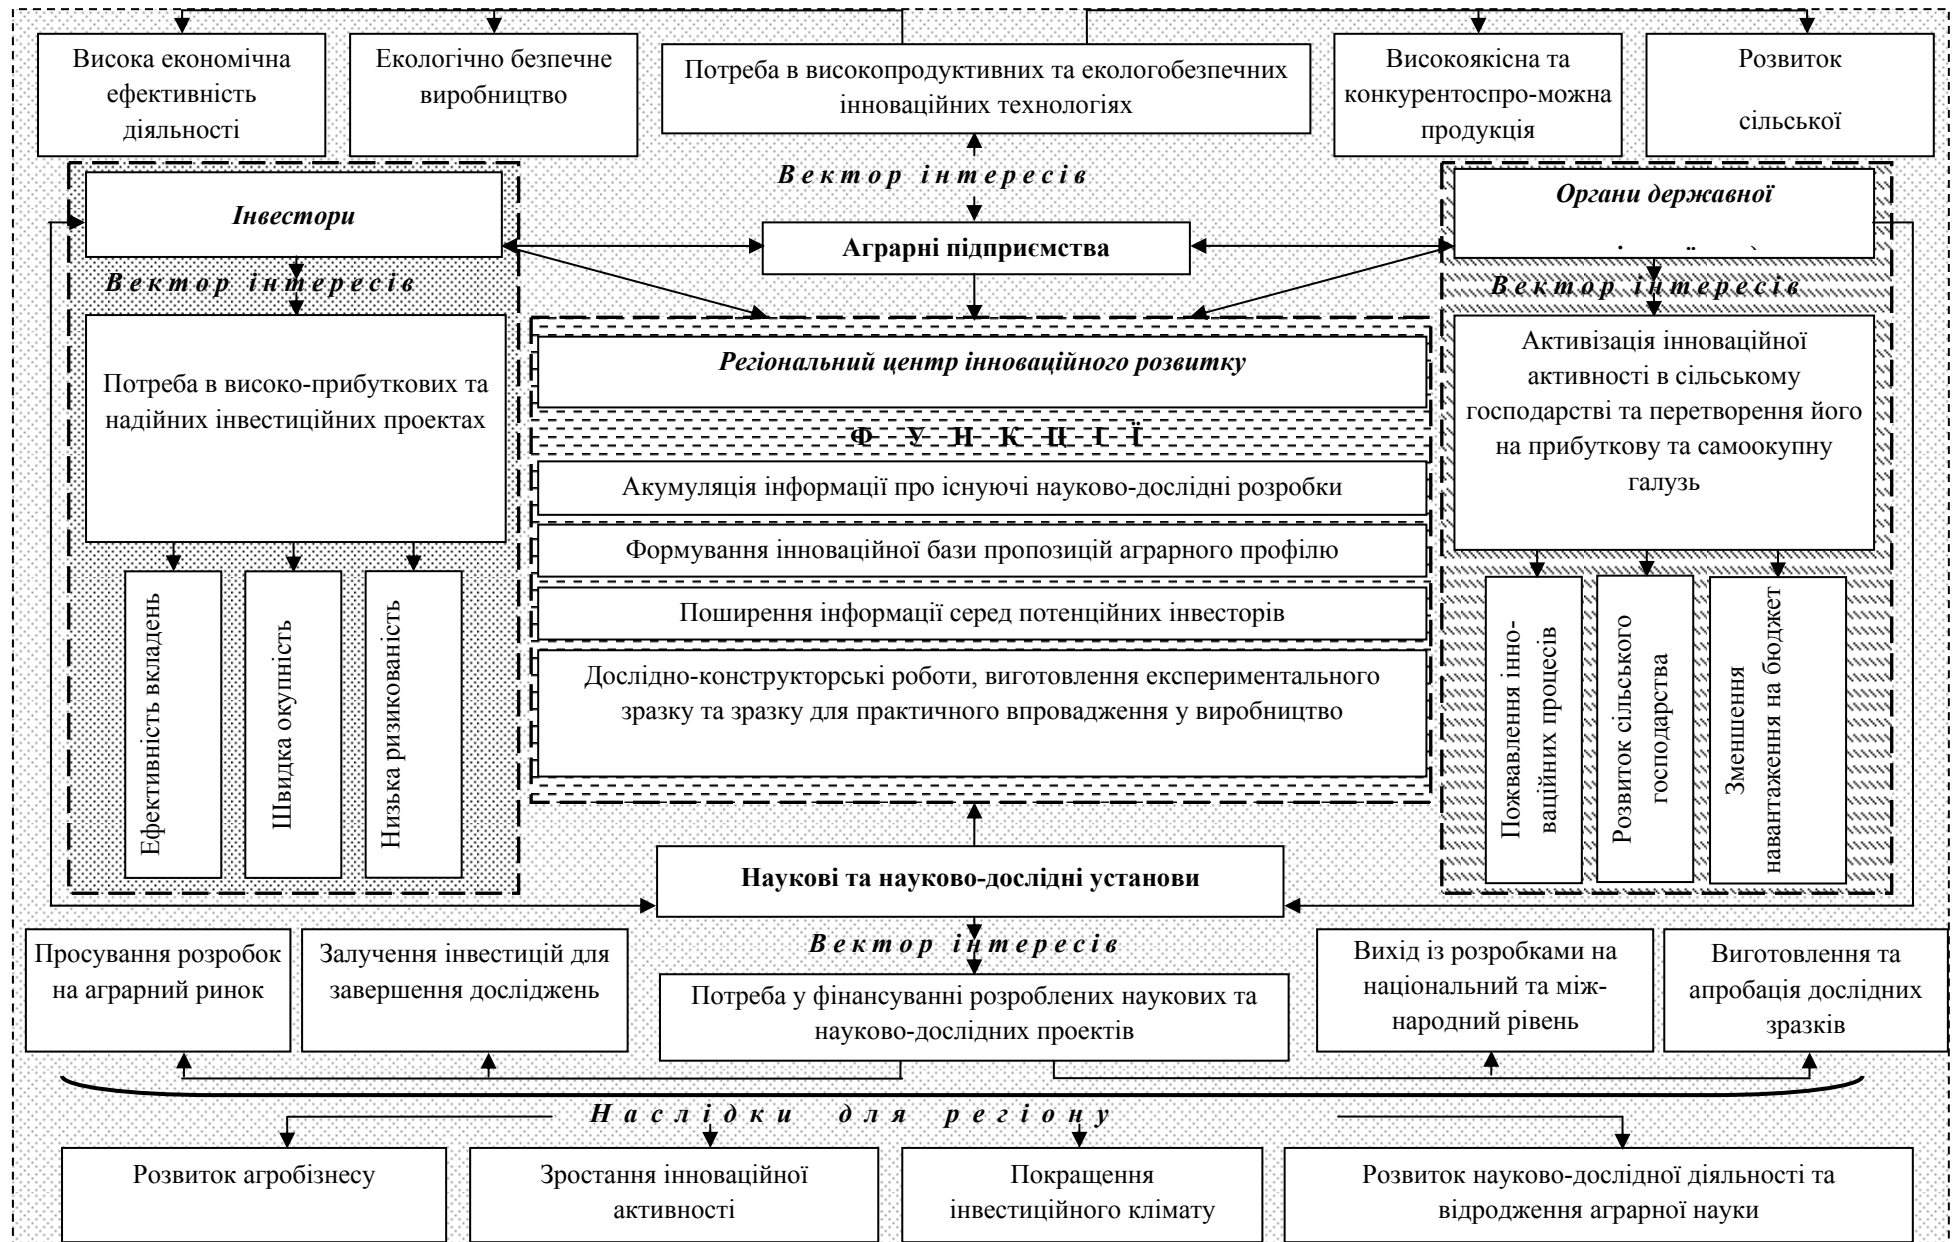 Висока економічна
ефективність
діяльності
Екологічно безпечне
виробництво
Потреба в високопродуктивних та екологобезпечних
інноваційних технологіях
Високоякісна та
конкурентоспро-можна
продукція
Розвиток
сільської
Вектор інтересів
Інвестори
Аграрні підприємства
Органи державної
Вектор інтересів
Вектор інтересів
Потреба в високо-прибуткових та
надійних інвестиційних проектах
Регіональний центр інноваційного розвитку
Ф У Н К Ц І Ї
Акумуляція інформації про існуючі науково-дослідні розробки
Формування інноваційної бази пропозицій аграрного профілю
Поширення інформації серед потенційних інвесторів
Дослідно-конструкторські роботи, виготовлення експериментального
зразку та зразку для практичного впровадження у виробництво
Активізація інноваційної
активності в сільському
господарстві та перетворення його
на прибуткову та самоокупну
галузь
Ефективність вкладень
Швидка окупність
Низька ризикованість
Пожвавлення інно-
ваційних процесів
Розвиток сільського
господарства
Зменшення
навантаження на бюджет
Наукові та науково-дослідні установи
Вектор інтересів
Просування розробок
на аграрний ринок
Залучення інвестицій для
завершення досліджень
Потреба у фінансуванні розроблених наукових та
науково-дослідних проектів
Вихід із розробками на
національний та між-
народний рівень
Виготовлення та
апробація дослідних
зразків
Наслідки для регіону
Розвиток агробізнесу
Зростання інноваційної
активності
Покращення
інвестиційного клімату
Розвиток науково-дослідної діяльності та
відродження аграрної науки